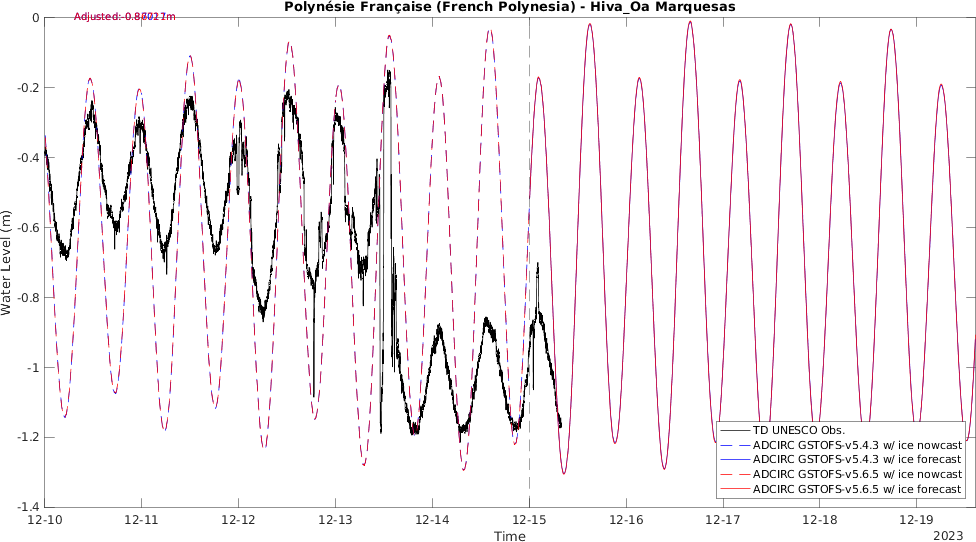 Polynésie Française (French Polynesia) - Hiva_Oa Marquesas
Adjusted:
0
-0.2
-0.4
-0.6
-0.8
-1
-1.2
-1.4
Water Level (m)
12-10 12-11 12-12 12-13 12-14 12-15 12-16 12-17 12-18 12-19
Time
2023
TD UNESCO Obs.
ADCIRC GSTOFS-v5.4.3 w/ ice nowcast
ADCIRC GSTOFS-v5.4.3 w/ ice forecast
ADCIRC GSTOFS-v5.6.5 w/ ice nowcast
ADCIRC GSTOFS-v5.6.5 w/ ice forecast